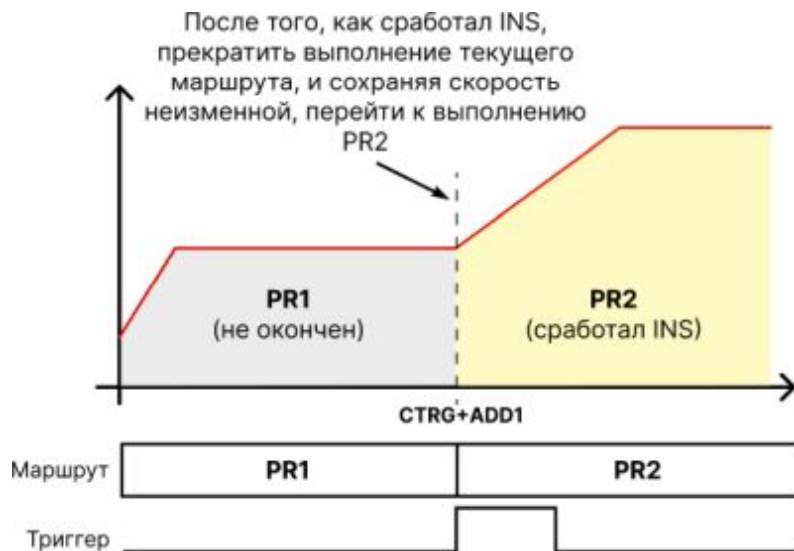 После того, как сработал INS,
прекратить выполнение текущего
маршрута, и сохраняя скорость
неизменной, перейти к выполнению
PR2
PR1
(не окончен)
PR2
(сработал INS)
CTRG+ADD1
Маршрут
PR1
PR2
Триггер